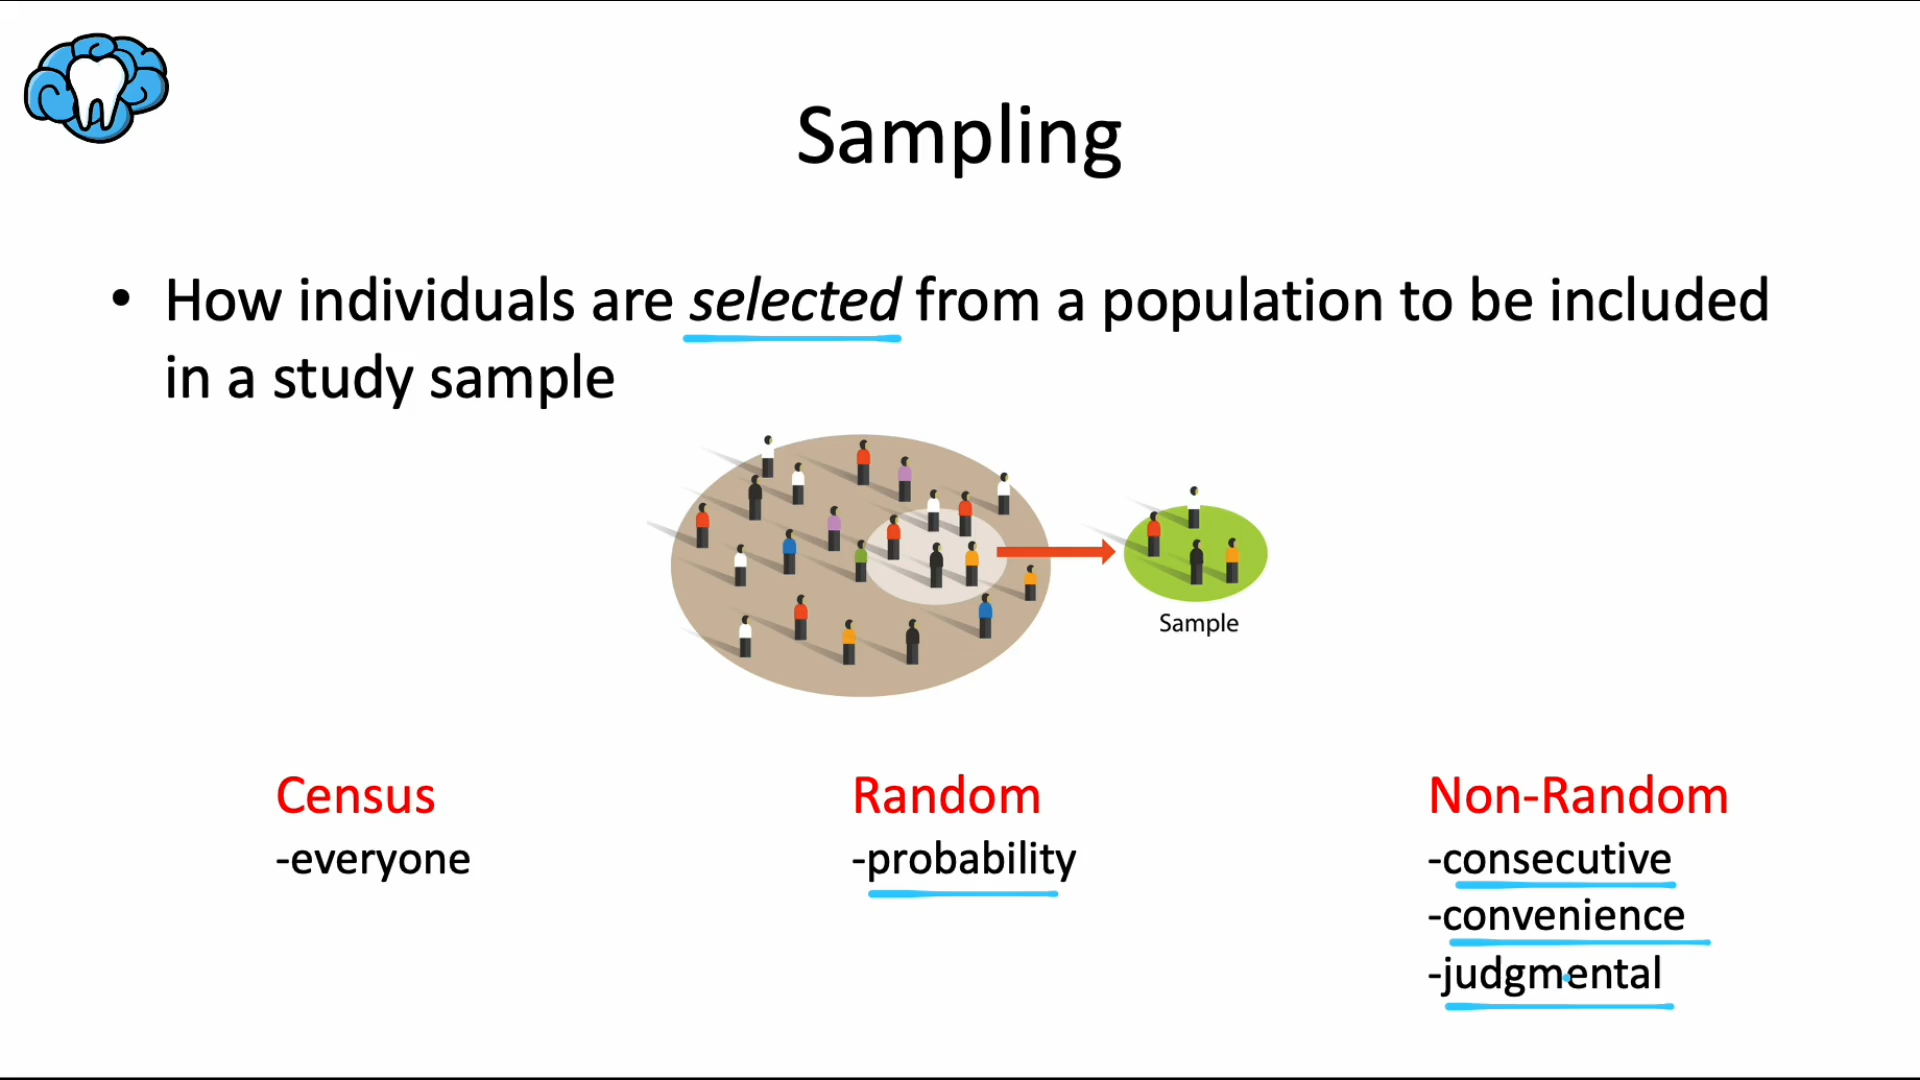 Sampling
• How individuals are selected from a population to be included
in a study sample
Sample
Census
-everyone
Random
-probability
Non-Random
-consecutive
-convenience
-judgmental